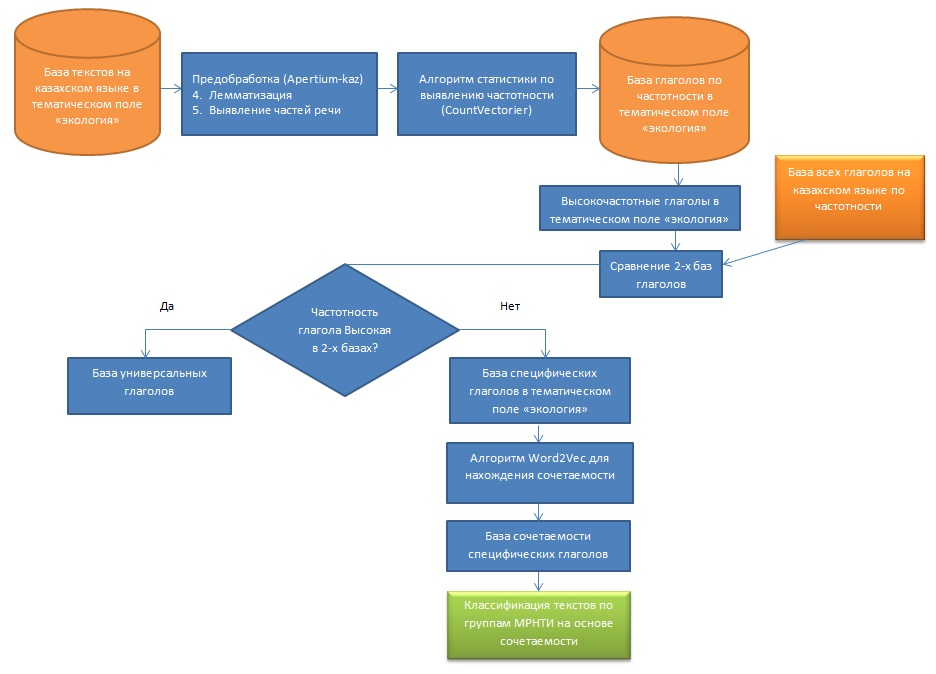 База текстов на
казахском языке в
тематическом поле
«экология»
Предобработка (Apertium-kaz)
4. Лемматизация
5. Выявление частей речи
Алгоритм статистики по
выявлению частотности
(CountVectorier)
База глаголов по
частотности в
тематическом поле
«экология»
База всех глаголов на
казахском языке по
частотности
Высокочастотные глаголы в
тематическом поле «экология»
Сравнение 2-х баз
глаголов
Да
Частотность
глагола Высокая
в 2-х базах?
Нет
База универсальных
глаголов
База специфических
глаголов в тематическом
поле «экология»
Алгоритм Word2Vec для
нахождения сочетаемости
База сочетаемости
специфических глаголов
Классификация текстов по
группам МРНТИ на основе
сочетаемости